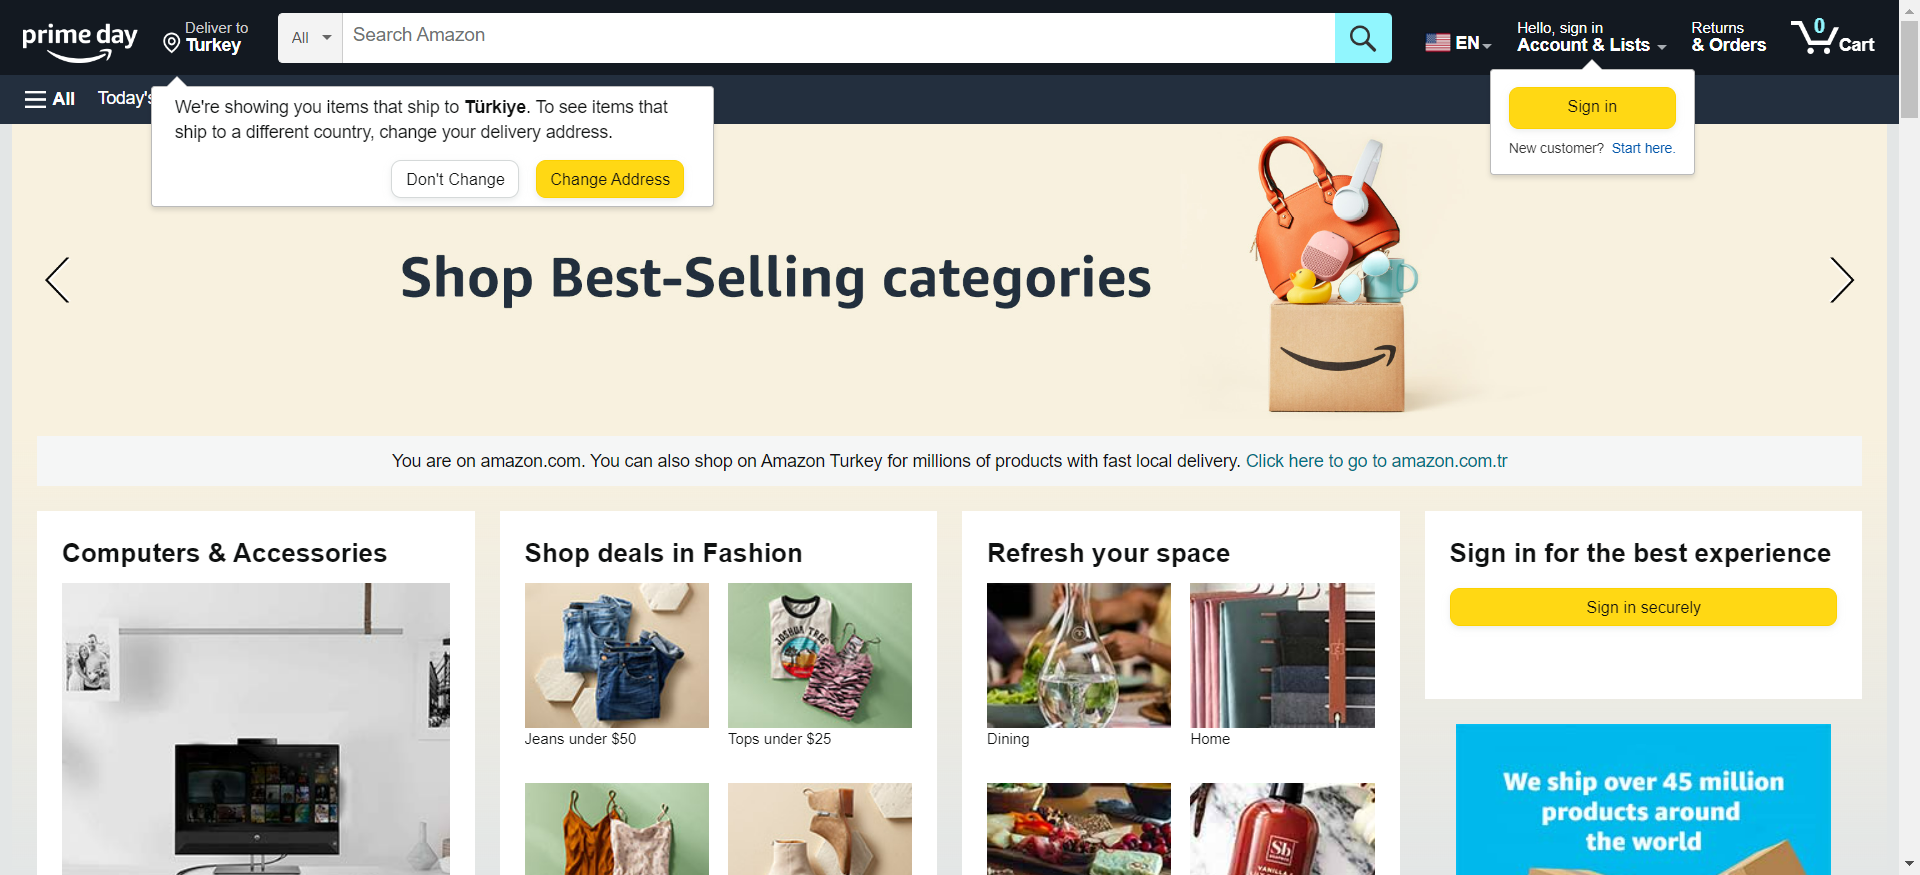 prime day
Deliver to
Turkey
All
Search Amazon
EN
Hello, sign in
Account & Lists
Returns
& Orders
0
Cart
All
Today's
We're showing you items that ship to Türkiye. To see items that
ship to a different country, change your delivery address.
Don't Change
Change Address
Sign in
New customer? Start here.
Shop Best-Selling categories
You are on amazon.com. You can also shop on Amazon Turkey for millions of products with fast local delivery. Click here to go to amazon.com.tr
Computers & Accessories
Shop deals in Fashion
JOSHUA TREE
Jeans under $50
Tops under $25
Refresh your space
Dining
Home
Sb
Sign in for the best experience
Sign in securely
We ship over 45 million
products around
the world